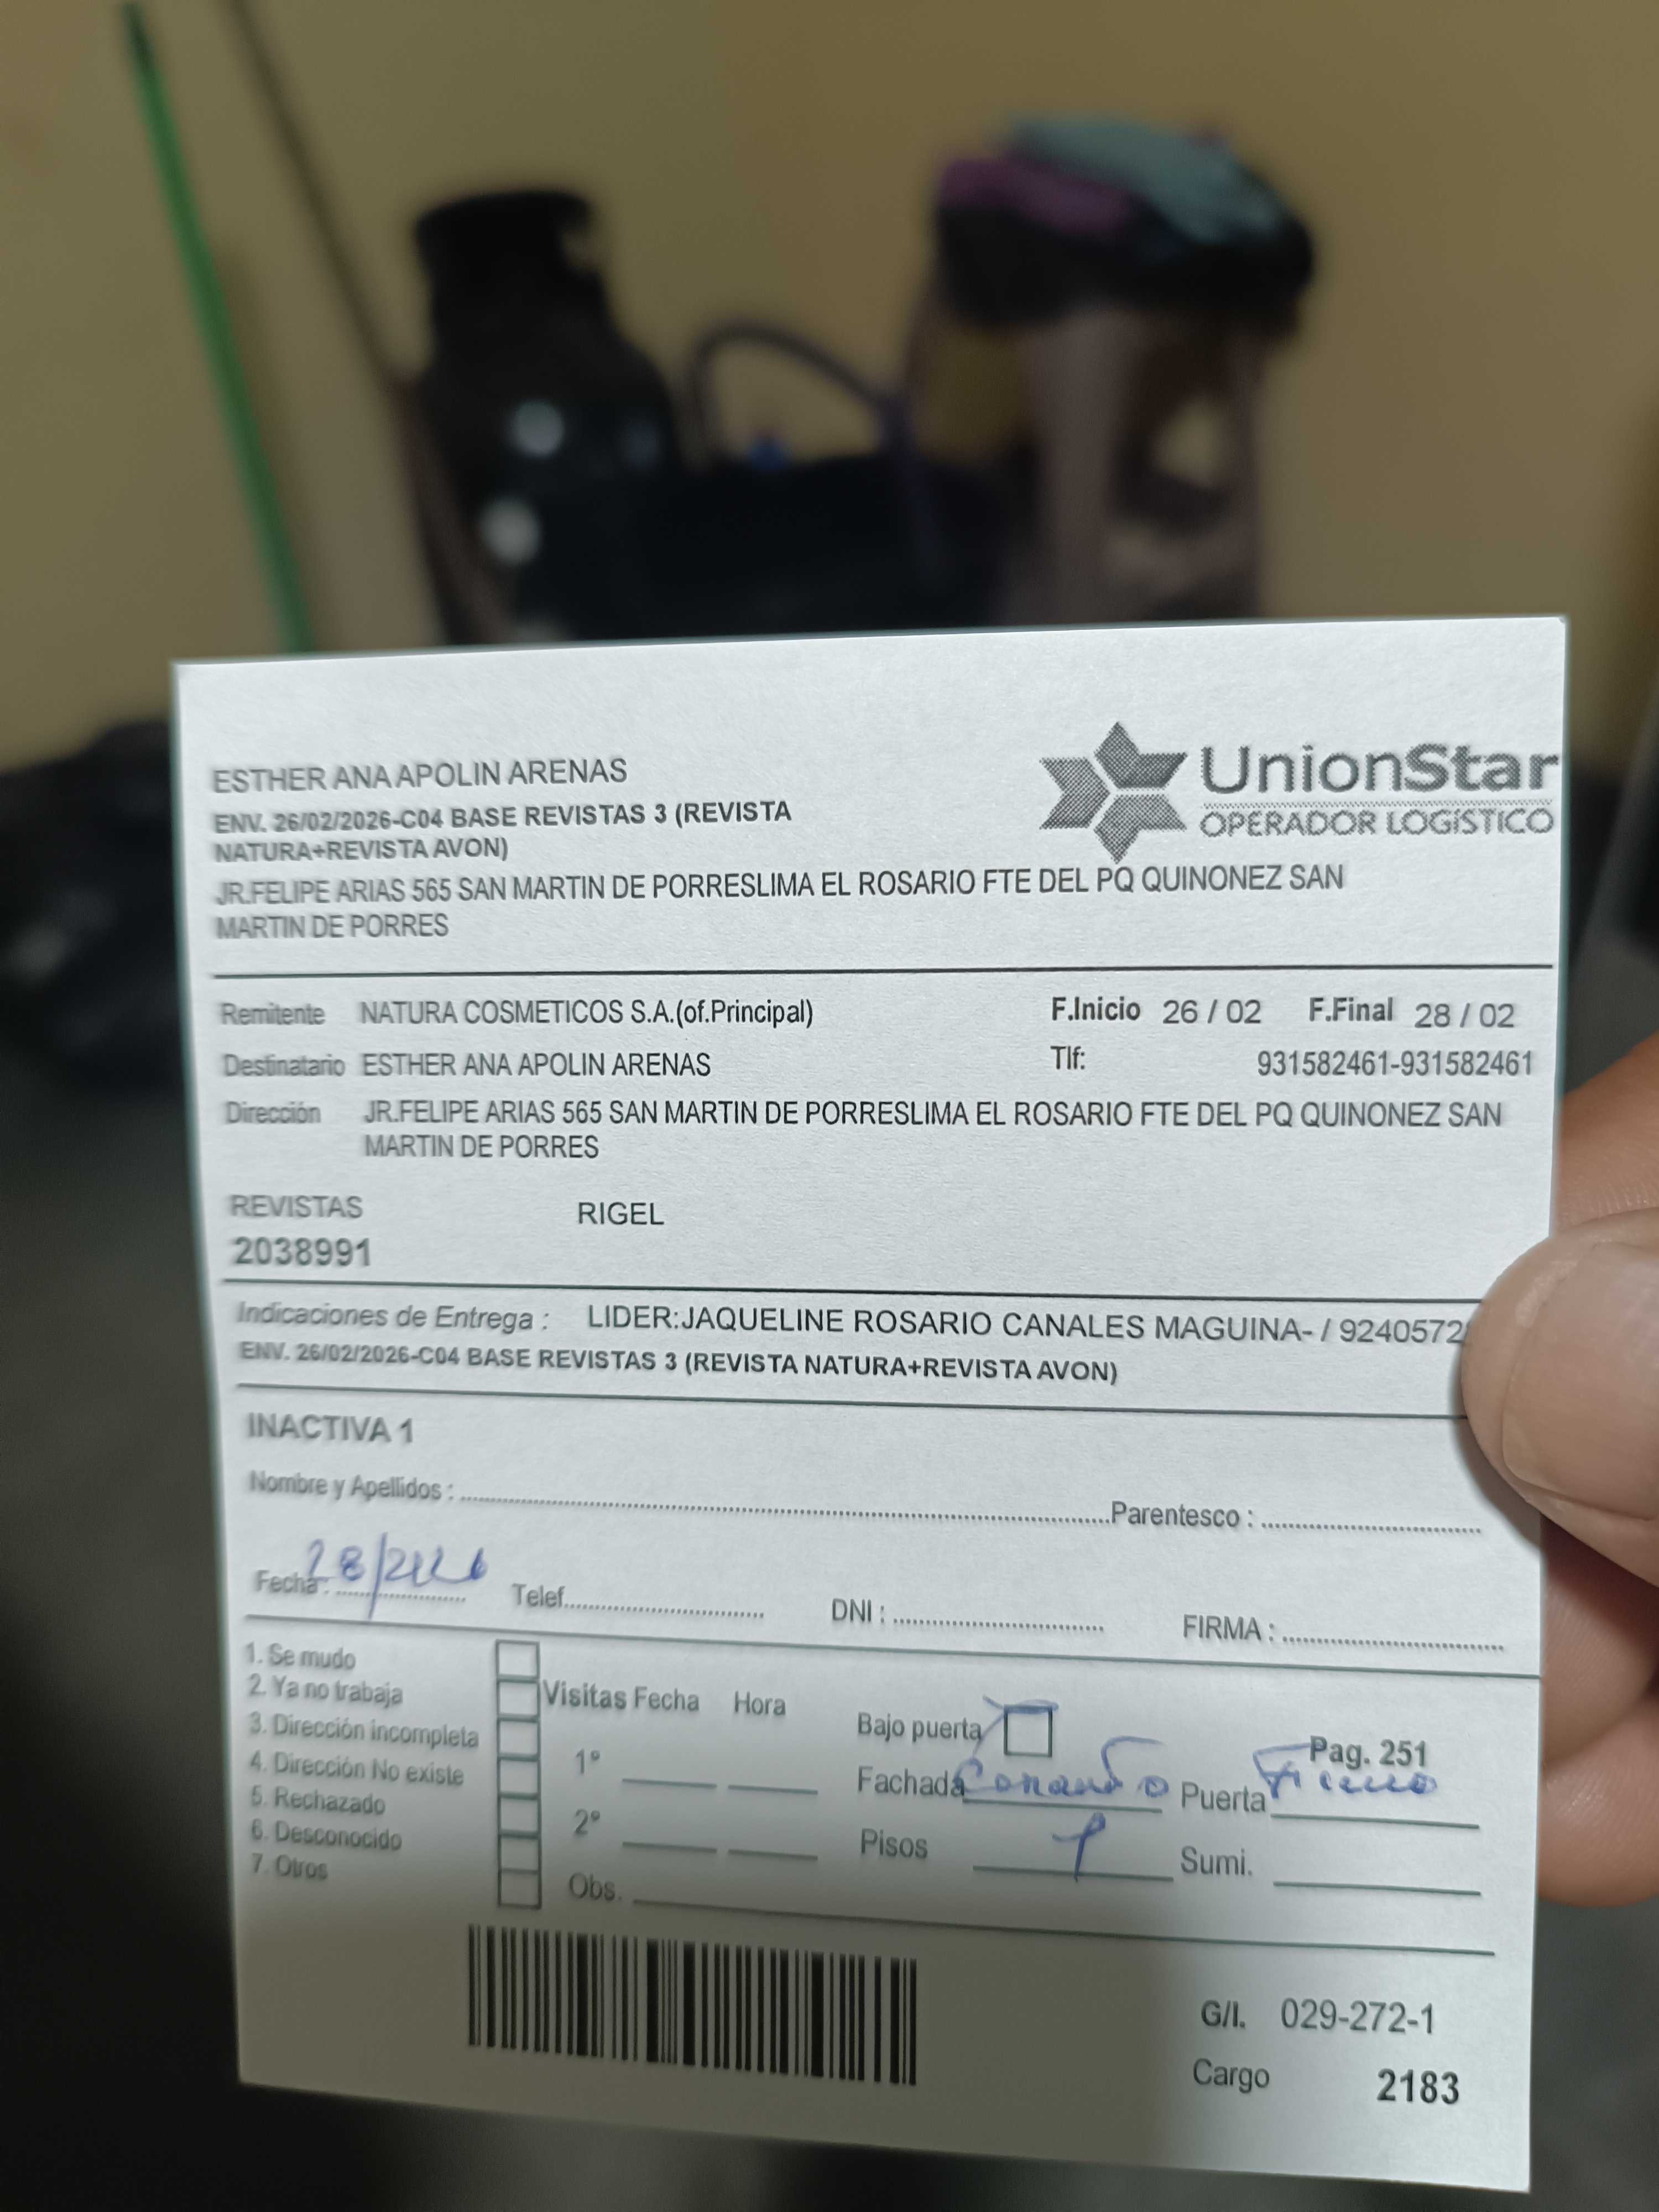 ESTHER ANA APOLIN ARENAS
ENV. 26/02/2026-C04 BASE REVISTAS 3 (REVISTA
NATURA+REVISTA AVON)
JR.FELIPE ARIAS 565 SAN MARTIN DE PORRESLIMA EL ROSARIO FTE DEL PQ QUINONEZ SAN
MARTIN DE PORRES
UnionStar
OPERADOR LOGÍSTICO
Remitente NATURA COSMETICOS S.A.(of.Principal) F.Inicio 26 / 02 F.Final 28 / 02
Destinatario ESTHER ANA APOLIN ARENAS Tlf: 931582461-931582461
Dirección JR.FELIPE ARIAS 565 SAN MARTIN DE PORRESLIMA EL ROSARIO FTE DEL PQ QUINONEZ SAN
MARTIN DE PORRES
REVISTAS RIGEL
2038991
Indicaciones de Entrega : LIDER:JAQUELINE ROSARIO CANALES MAGUINA- / 9240572
ENV. 26/02/2026-C04 BASE REVISTAS 3 (REVISTA NATURA+REVISTA AVON)
INACTIVA 1
Nombre y Apellidos : Parentesco :
Fecha : Telef. DNI : FIRMA :
1. Se mudo
2. Ya no trabaja
3. Dirección incompleta
4. Dirección No existe
5. Rechazado
6. Desconocido
7. Otros
Visitas Fecha Hora
1º
2º
Obs.
Bajo puerta
Pag. 251
Fachada Puerta
Pisos Sumi.
G/I. 029-272-1
Cargo 2183